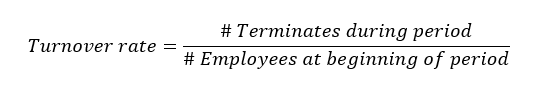 Turnover rate = # Terminates during period / # Employees at beginning of period